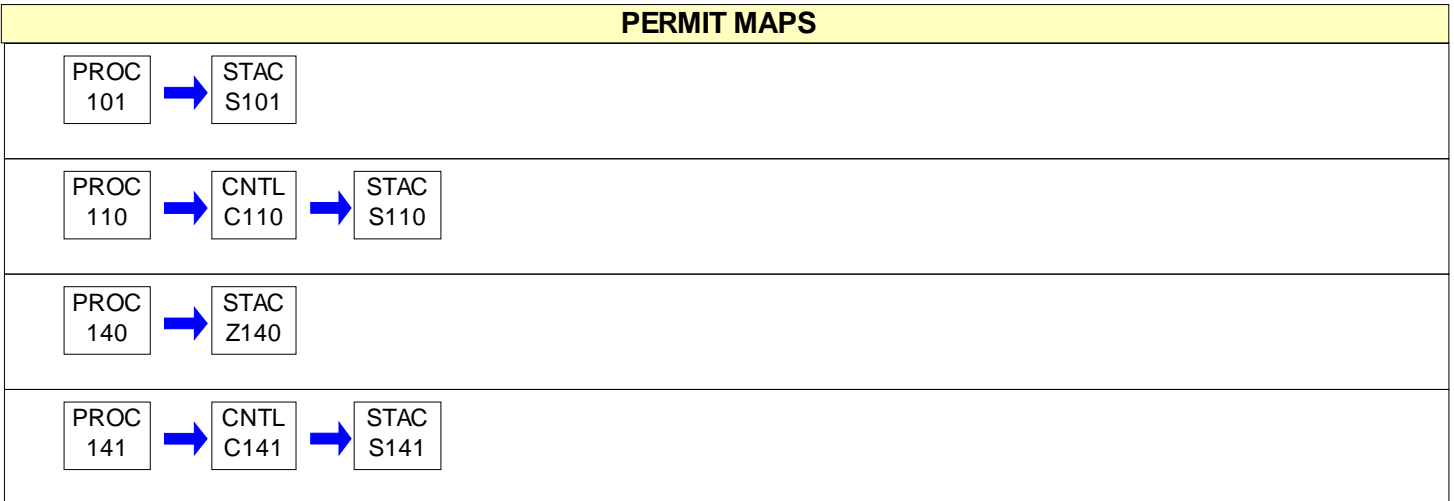 PERMIT MAPS
PROC STAC
101 S101
PROC CNTL STAC
110 C110 S110
PROC STAC
140 Z140
PROC CNTL STAC
141 C141 S141